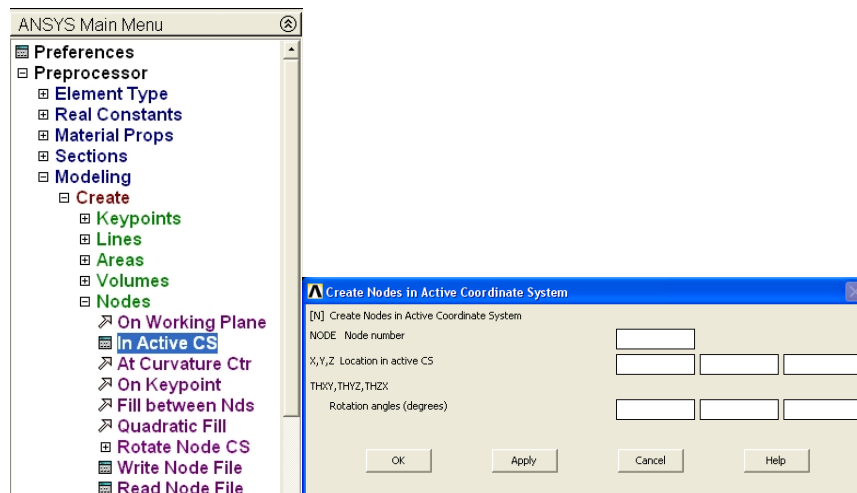 ANSYS Main Menu
Preferences
Preprocessor
Element Type
Real Constants
Material Props
Sections
Modeling
Create
Keypoints
Lines
Areas
Volumes
Nodes
On Working Plane
In Active CS
At Curvature Ctr
On Keypoint
Fill between Nds
Quadratic Fill
Rotate Node CS
Write Node File
Read Node File
Create Nodes in Active Coordinate System
[N] Create Nodes in Active Coordinate System
NODE Node number
X,Y,Z Location in active CS
THXY,THYZ,THZX
Rotation angles (degrees)
OK Apply Cancel Help